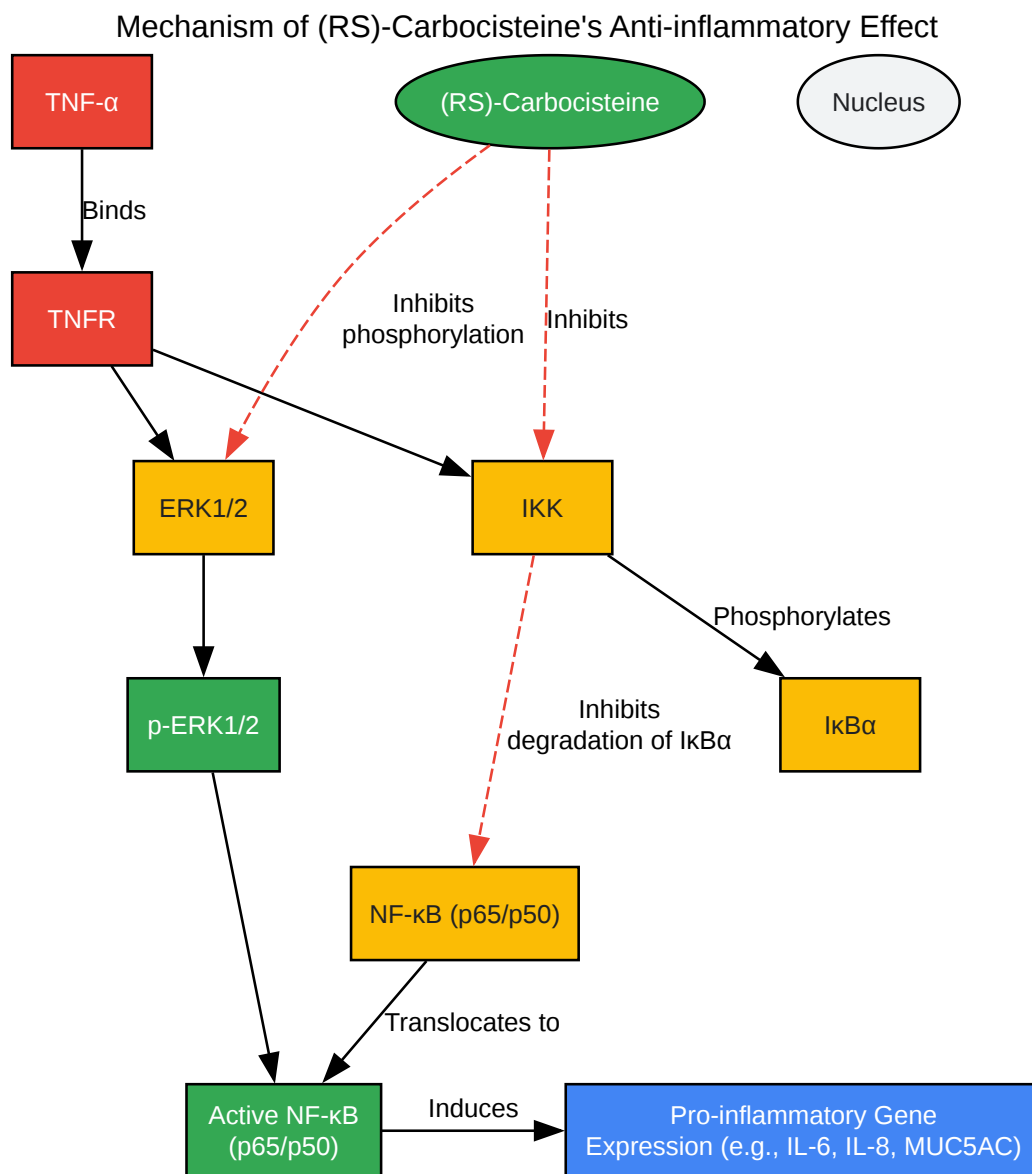 Mechanism of (RS)-Carbocisteine's Anti-inflammatory Effect
TNF-α
(RS)-Carbocisteine
Nucleus
Binds
TNFR
Inhibits
phosphorylation
Inhibits
ERK1/2
IKK
Phosphorylates
p-ERK1/2
Inhibits
degradation of IκBα
IκBα
NF-κB (p65/p50)
Translocates to
Active NF-κB
(p65/p50)
Induces
Pro-inflammatory Gene
Expression (e.g., IL-6, IL-8, MUC5AC)